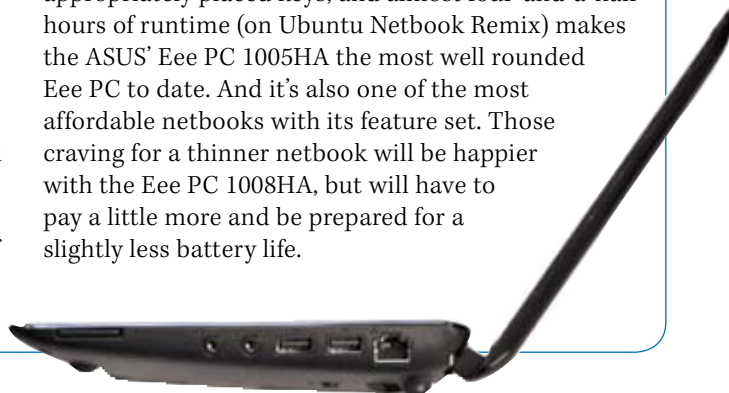 appropriately placed keys, and almost four-and-a-half
hours of runtime (on Ubuntu Netbook Remix) makes
the ASUS’ Eee PC 1005HA the most well rounded
Eee PC to date. And it’s also one of the most
affordable netbooks with its feature set. Those
craving for a thinner netbook will be happier
with the Eee PC 1008HA, but will have to
pay a little more and be prepared for a
slightly less battery life.